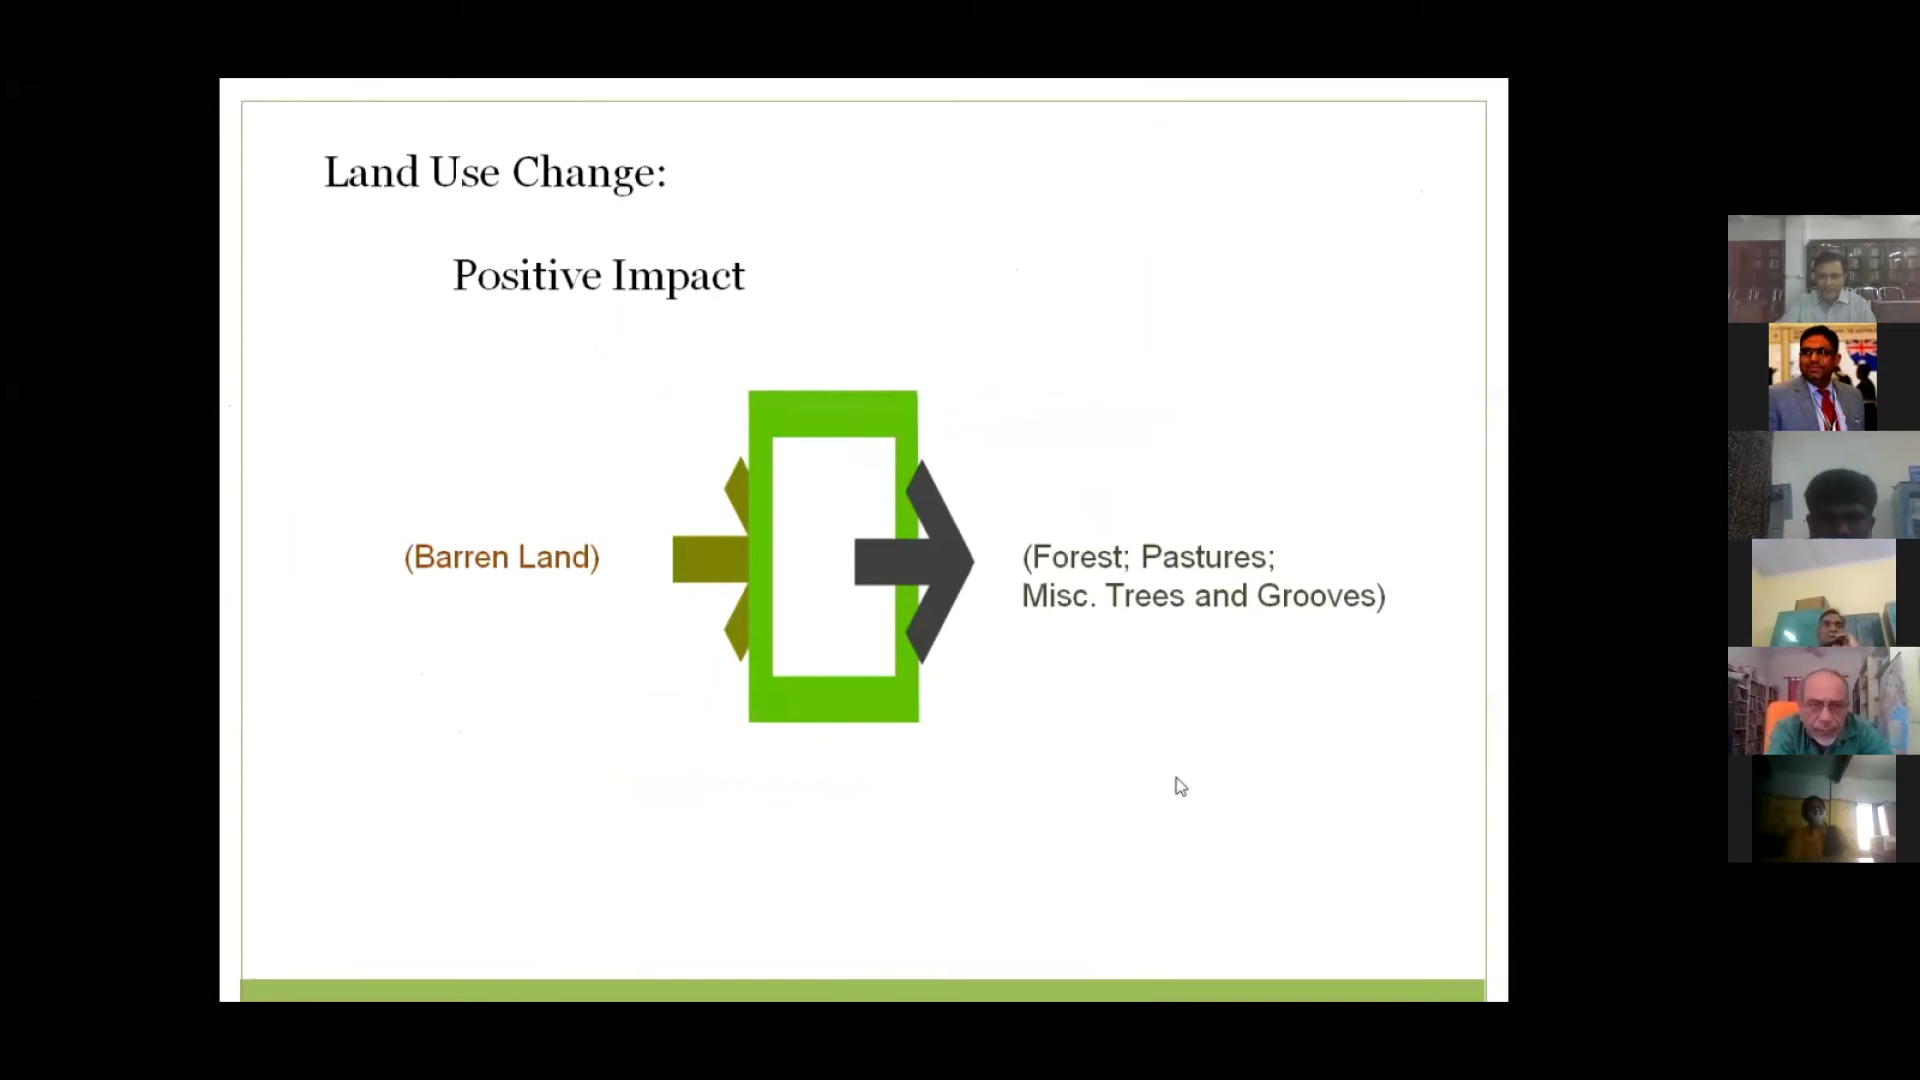 Land Use Change:
Positive Impact
(Barren Land)
(Forest; Pastures;
Misc. Trees and Grooves)